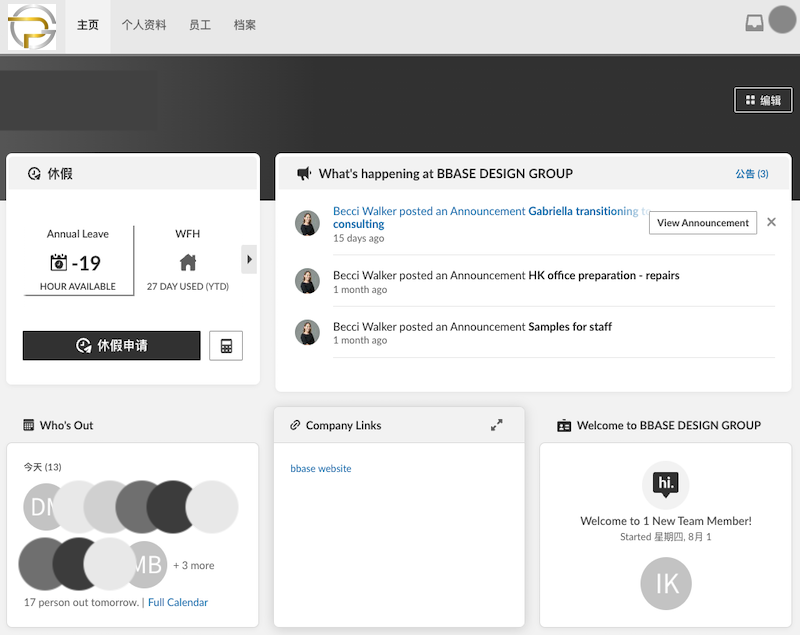 主页
个人资料
员工
档案
编辑
休假
Annual Leave
-19
HOUR AVAILABLE
WFH
27 DAY USED (YTD)
休假申请
What's happening at BBASE DESIGN GROUP
公告 (3)
Becci Walker posted an Announcement Gabriella transitioning to
consulting
15 days ago
View Announcement
Becci Walker posted an Announcement HK office preparation - repairs
1 month ago
Becci Walker posted an Announcement Samples for staff
1 month ago
Who's Out
今天 (13)
MB
+ 3 more
17 person out tomorrow. | Full Calendar
Company Links
bbase website
Welcome to BBASE DESIGN GROUP
hi.
Welcome to 1 New Team Member!
Started 星期四, 8月 1
IK